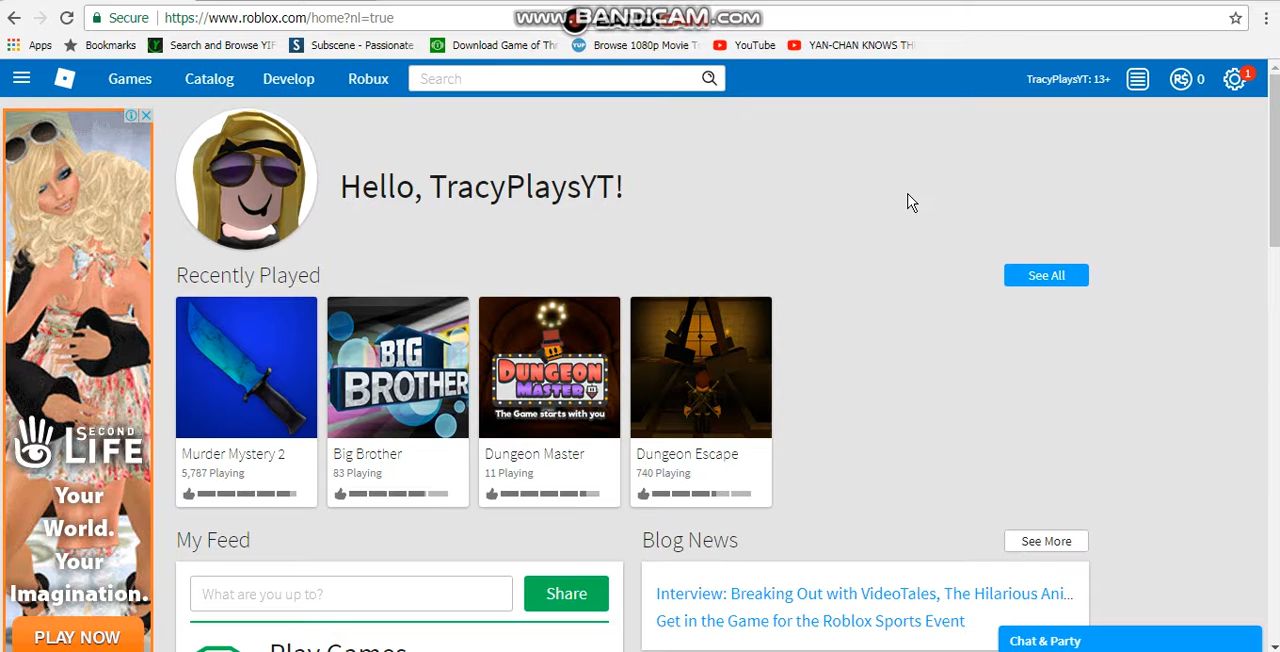 Secure https://www.roblox.com/home?nl=true
www.BANDICAM.com
Apps Bookmarks Search and Browse YIF Subscene - Passionate Download Game of Thr Browse 1080p Movie T YouTube YAN-CHAN KNOWS TH
Games Catalog Develop Robux Search TracyPlaysYT: 13+ R$ 0 1
Hello, TracyPlaysYT!
Recently Played See All
BIG BROTHER
DUNGEON MASTER
The Game starts with you
Murder Mystery 2 Big Brother Dungeon Master Dungeon Escape
5,787 Playing 83 Playing 11 Playing 740 Playing
SECOND LIFE
Your World.
Your Imagination.
PLAY NOW
My Feed Blog News See More
What are you up to? Share
Interview: Breaking Out with VideoTales, The Hilarious Ani...
Get in the Game for the Roblox Sports Event
Play Games
Chat & Party